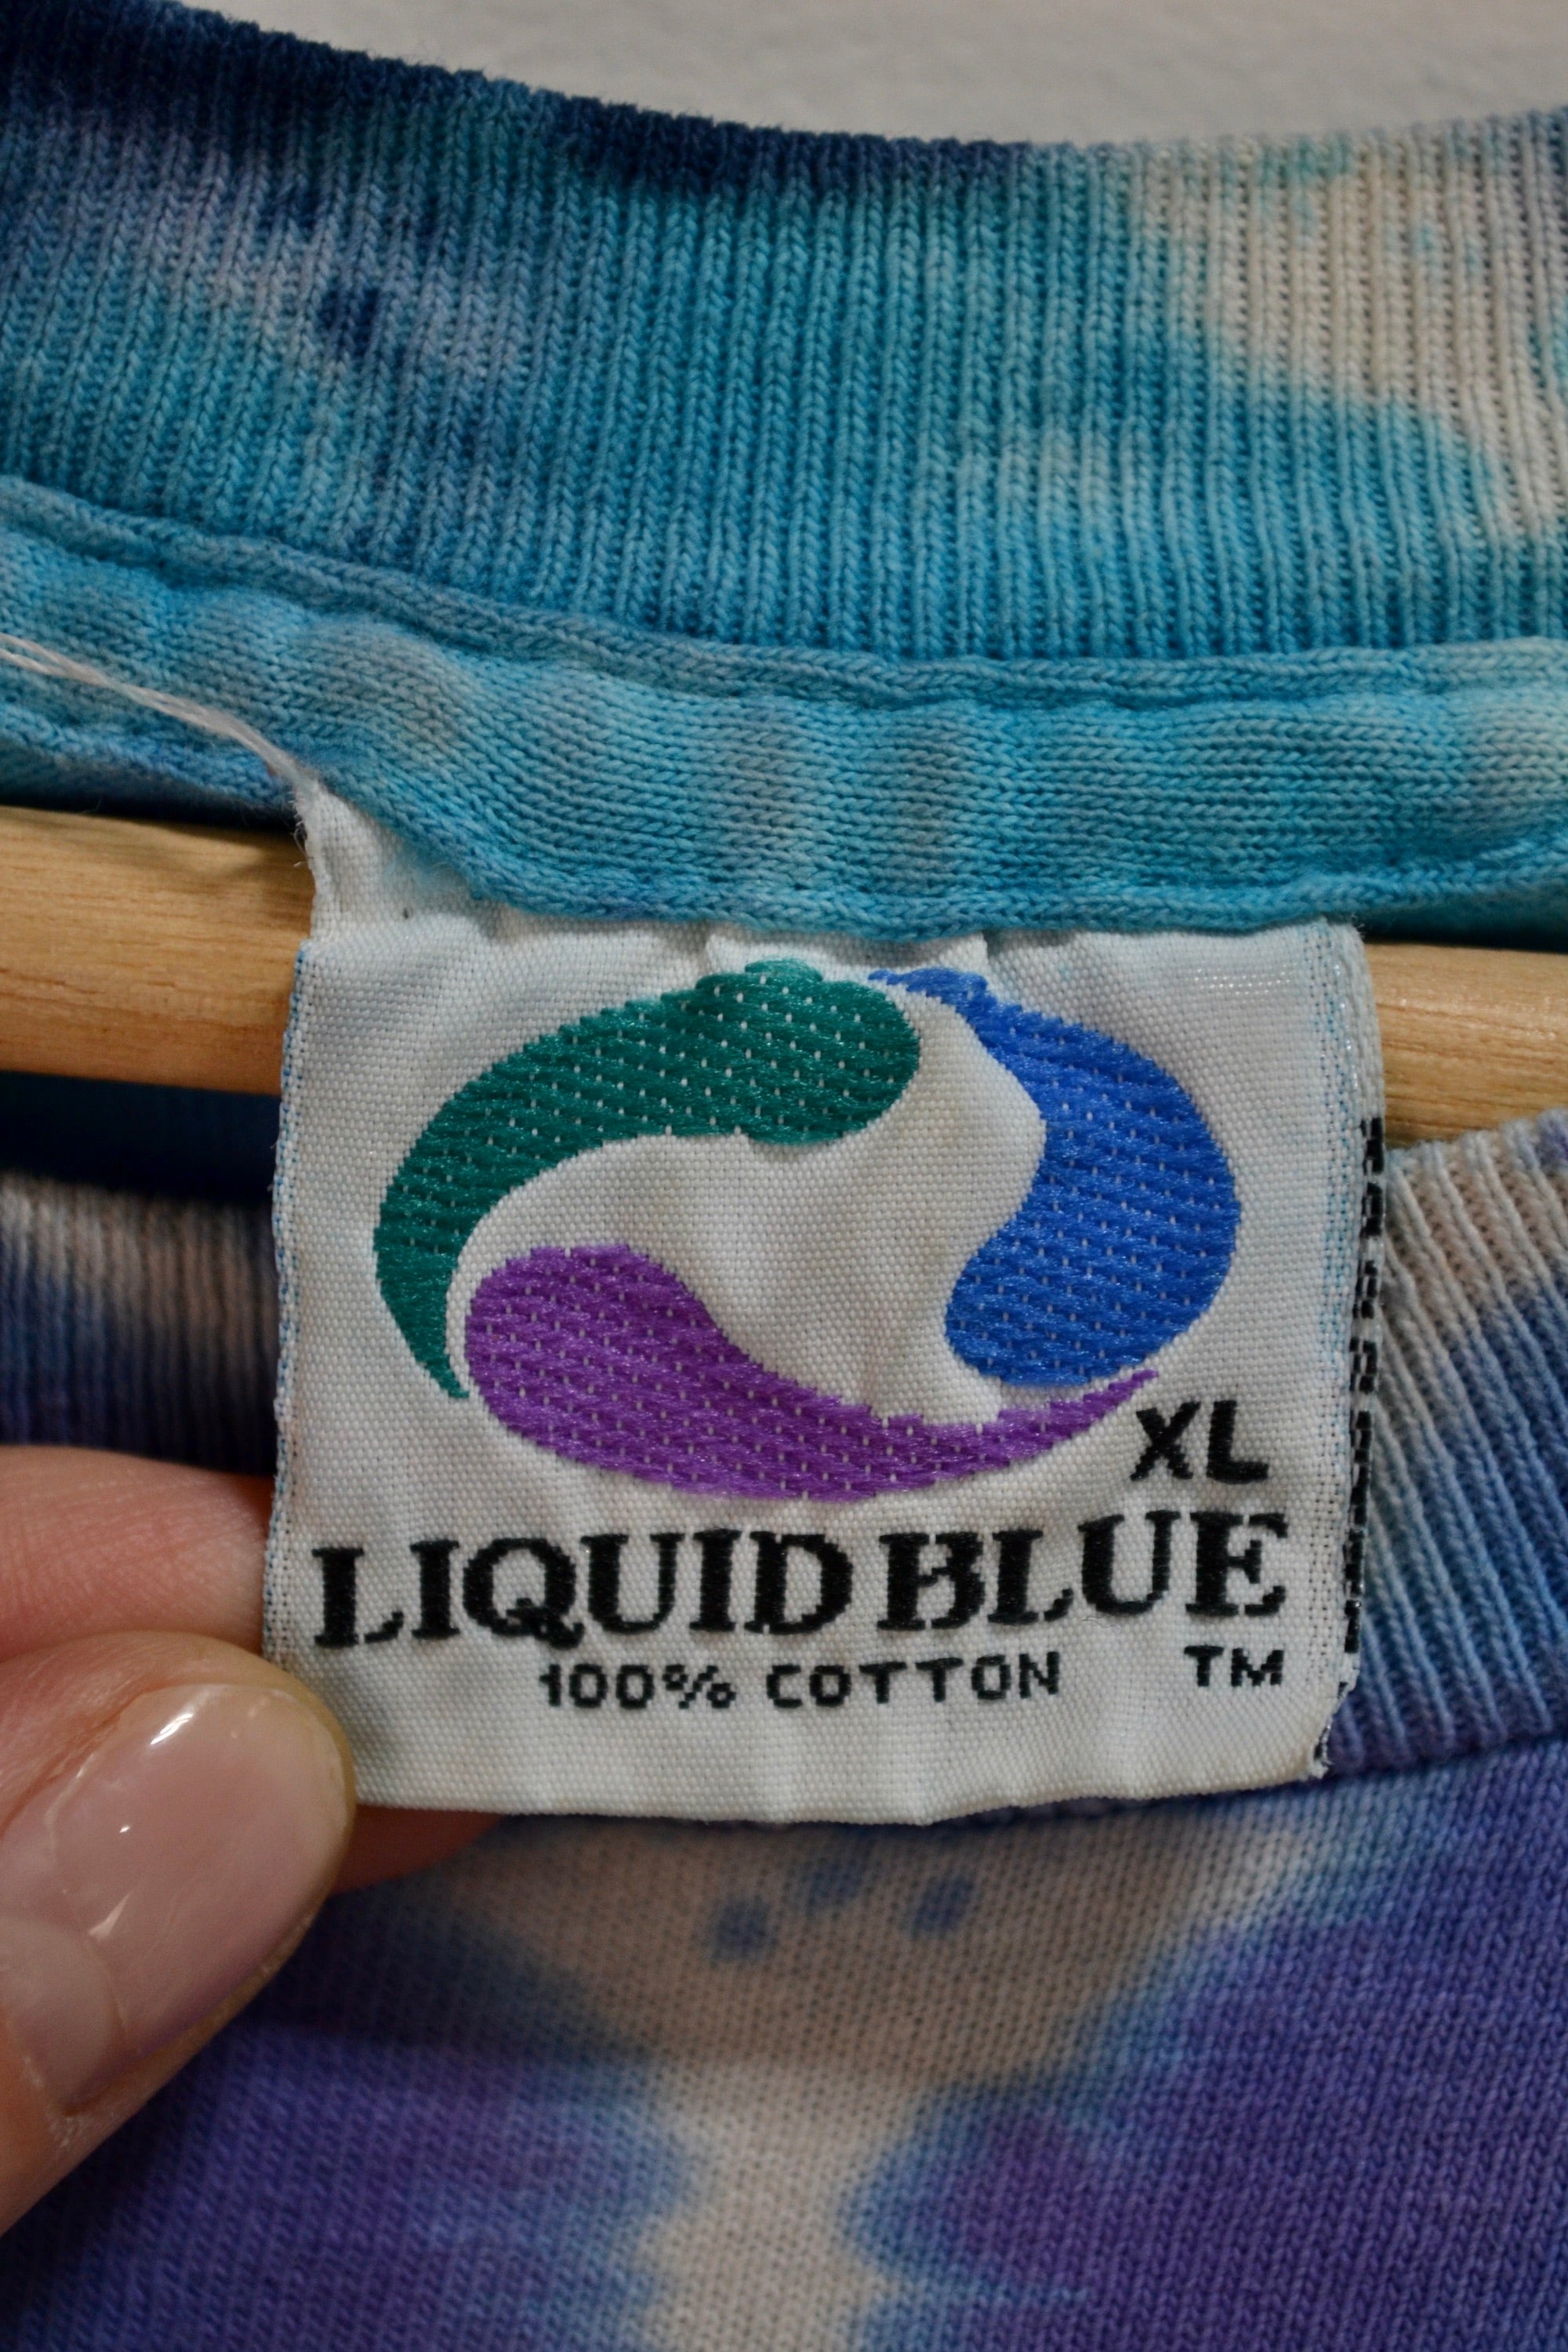 XL
LIQUID BLUE
100% COTTON TM